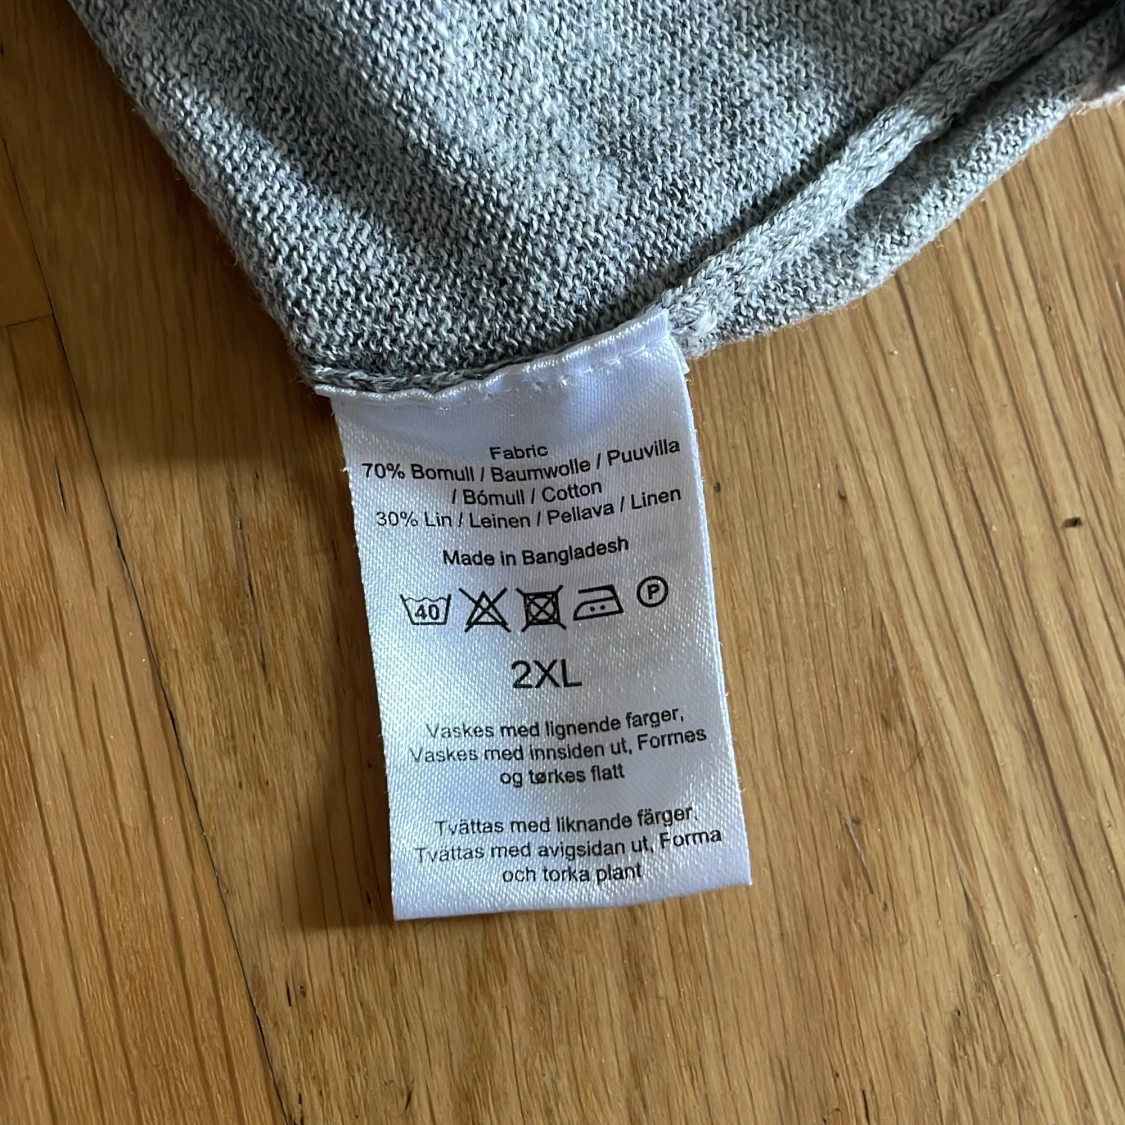 Fabric
70% Bomull / Baumwolle / Puuvilla
/ Bómull / Cotton
30% Lin / Leinen / Pellava / Linen
Made in Bangladesh
40 P
2XL
Vaskes med lignende farger,
Vaskes med innsiden ut, Formes
og tørkes flatt
Tvättas med liknande färger,
Tvättas med avigsidan ut, Forma
och torka plant